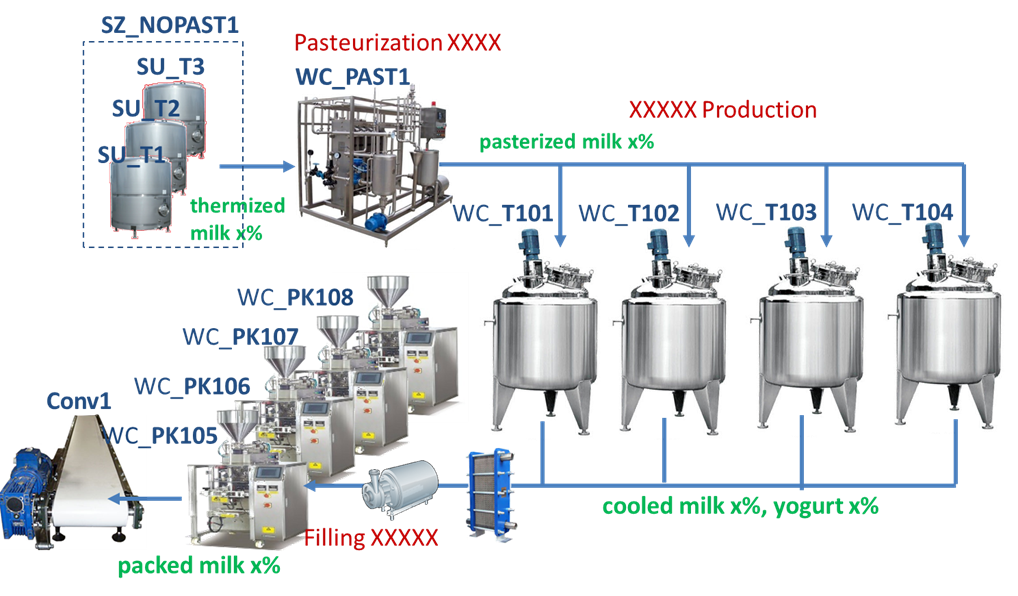 SZ_NOPAST1
Pasteurization XXXX
SU_T3
WC_PAST1
SU_T2
XXXXX Production
SU_T1
pasterized milk x%
thermized
milk x%
WC_T101
WC_T102
WC_T103
WC_T104
WC_PK108
WC_PK107
WC_PK106
Conv1
WC_PK105
cooled milk x%, yogurt x%
Filling XXXXX
packed milk x%